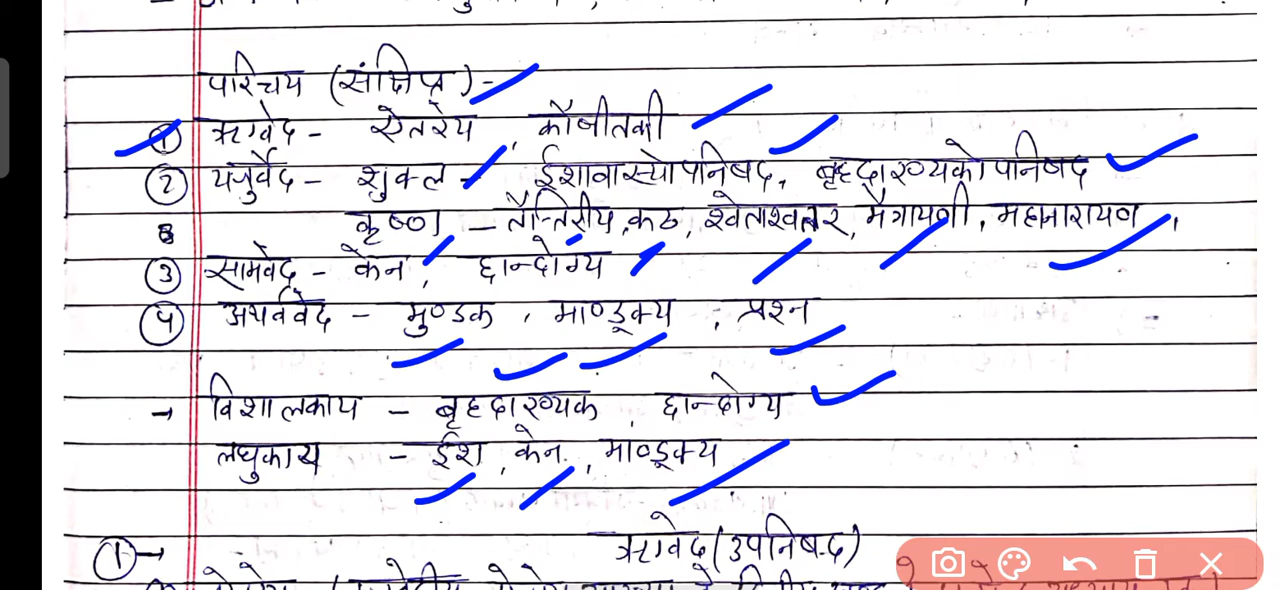 परिचय (संक्षिप्त) -
① ऋग्वेद - ऐतरेय, कौषीतकी
② यजुर्वेद - शुक्ल - ईशावास्योपनिषद, बृहदारण्यकोपनिषद
कृष्ण - तैत्तिरीय, कठ, श्वेताश्वतर, मैत्रायणी, महानारायण,
③ सामवेद - केन, छान्दोग्य
④ अथर्ववेद - मुण्डक, माण्डूक्य, प्रश्न
→ विशालकाय - बृहदारण्यक, छान्दोग्य
लघुकाय - ईश, केन, माण्डूक्य
①→ ऋग्वेद (उपनिषद)